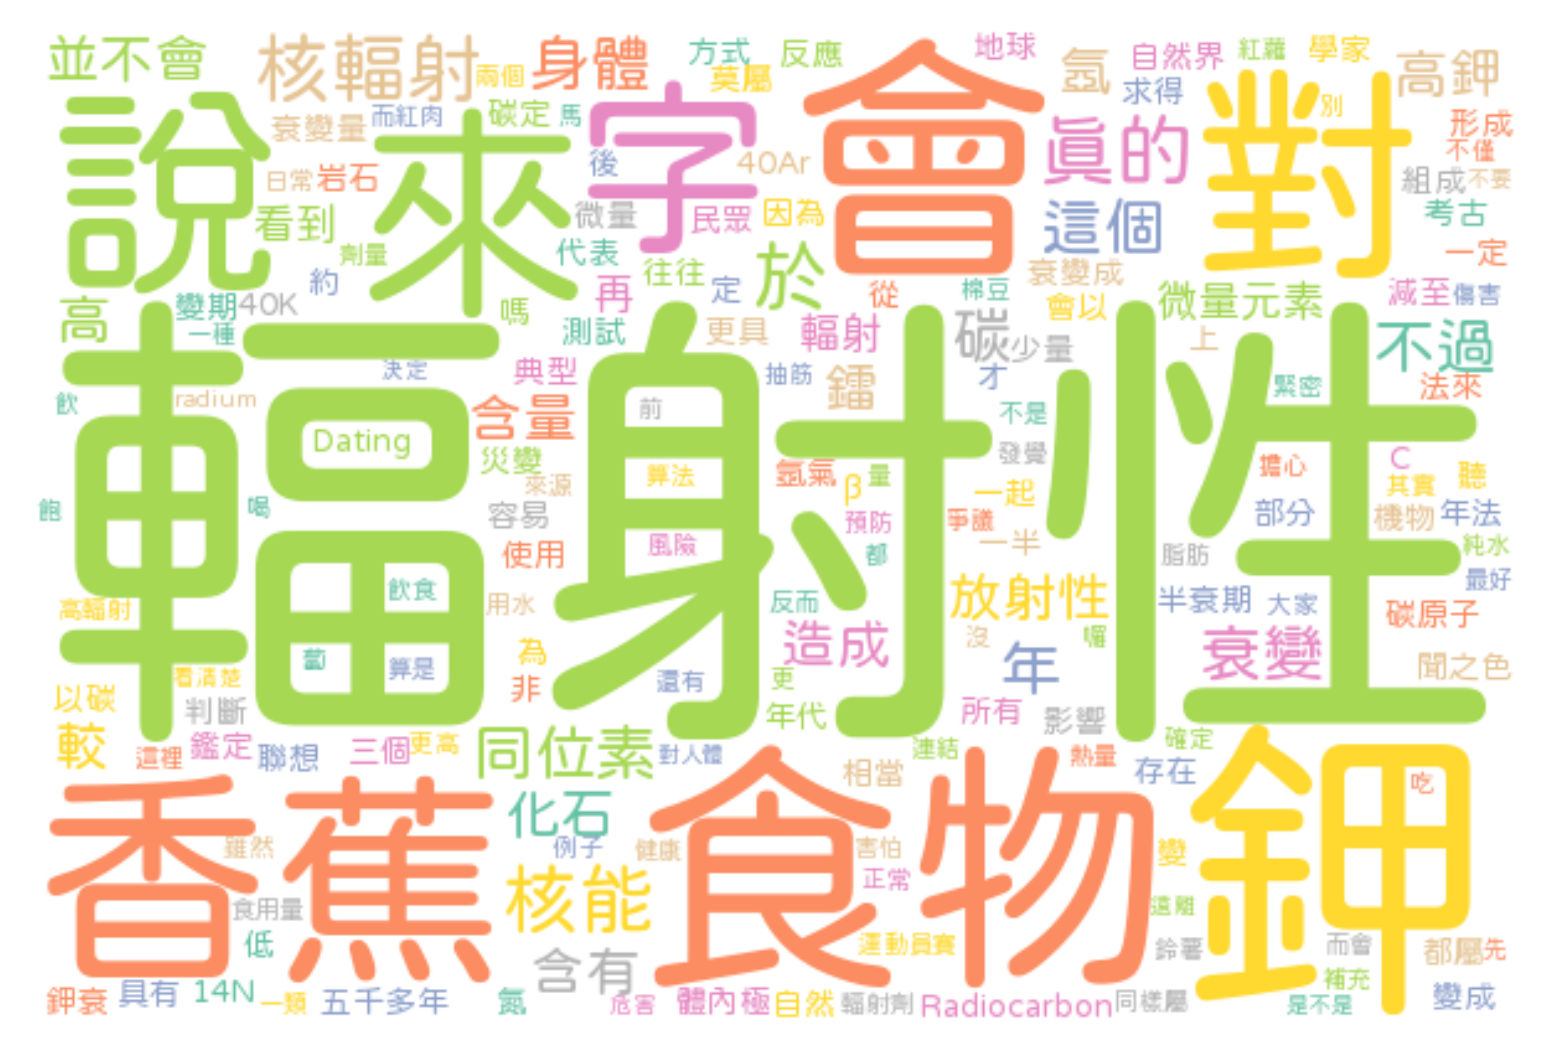 並不會
核輻射
兩個
身體
方式
莫屬
反應
地球
氬
自然界
求得
紅蘿
學家
高鉀
別
說
衰變量
而紅肉
碳定
馬
來
字
會
真的
對
形成
不僅
日常
岩石
後
40Ar
組成
不要
看到
微量
民眾
因為
這個
考古
劑量
代表
於
一定
約
往往
定
再
從
衰變成
棉豆
會以
微量元素
減至
傷害
高
變期
40K
一種
嗎
測試
更具
輻射
碳
少量
上
不過
輻射性
決定
典型
抽筋
鐳
才
緊密
法來
飲
radium
含量
前
不是
Dating
災變
算法
氬氣
β
量
發覺
擔心
C
聽
其實
來源
飽
喝
容易
預防
一起
爭議
一半
部分
機物
年法
使用
風險
都
脂肪
純水
最好
高輻射
飲食
用水
反而
放射性
半衰期
大家
碳原子
蔔
算是
為
造成
沒
年
囉
衰變
聞之色
看清楚
以碳
判斷
非
還有
更
年代
所有
影響
較
這裡
鑑定
聯想
三個
更高
同位素
對人體
連結
熱量
確定
相當
存在
香蕉
化石
食物
鉀
吃
雖然
例子
健康
害怕
變
食用量
核能
正常
遠離
低
含有
運動員賽
鈴薯
而會
都屬
先
補充
鉀衰
具有
14N
一類
五千多年
氮
危害
體內極
自然
輻射劑
Radiocarbon
同樣屬
是不是
變成